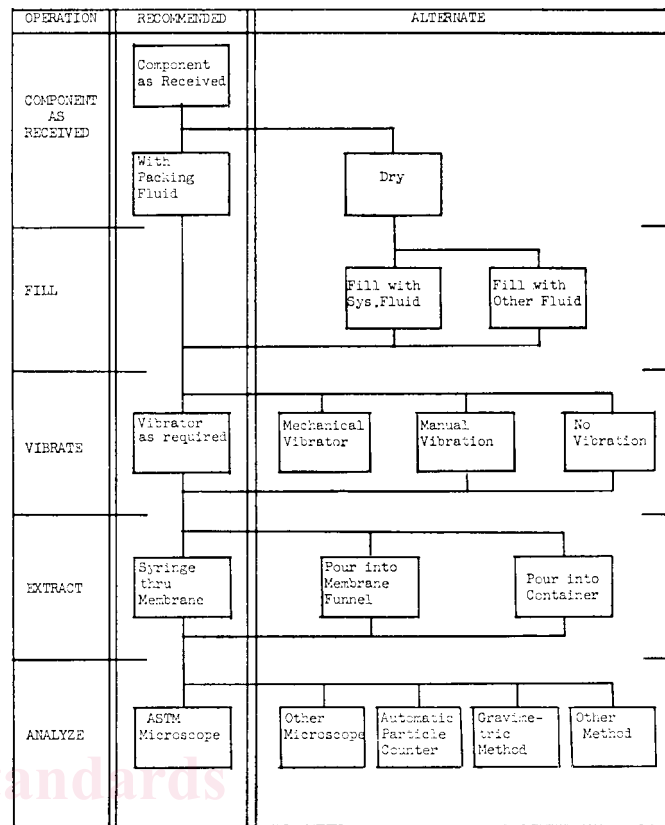 OPERATION
RECOMMENDED
ALTERNATE
COMPONENT
AS
RECEIVED
Component
as Received
With
Packing
Fluid
Dry
FILL
Fill with
Sys.Fluid
Fill with
Other Fluid
VIBRATE
Vibrator
as required
Mechanical
Vibrator
Manual
Vibration
No
Vibration
EXTRACT
Syringe
thru
Membrane
Pour into
Membrane
Funnel
Pour into
Container
ANALYZE
ASTM
Microscope
Other
Microscope
Automatic
Particle
Counter
Gravime-
tric
Method
Other
Method
andards